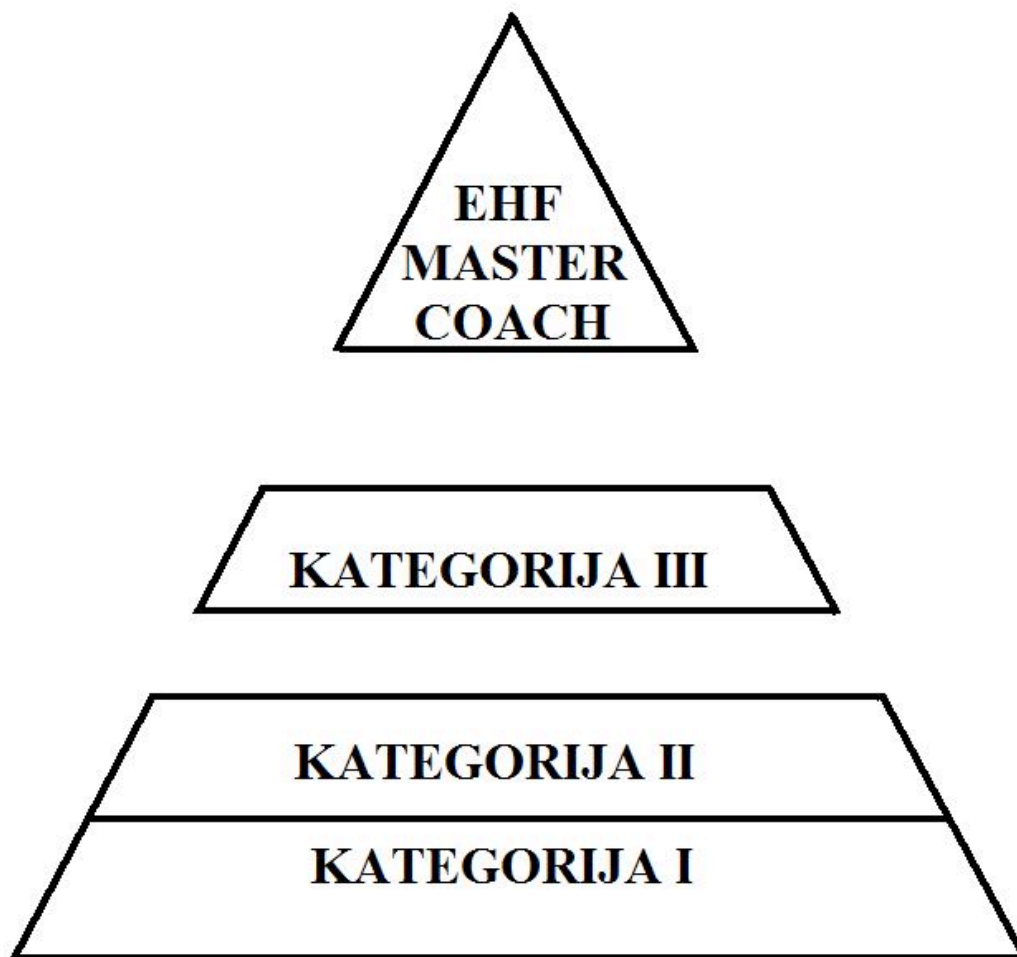 EHF
MASTER
COACH
KATEGORIJA III
KATEGORIJA II
KATEGORIJA I